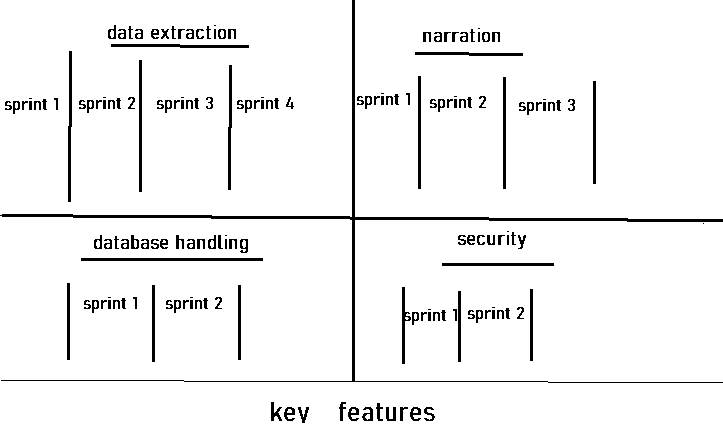 data extraction
sprint 1 sprint 2 sprint 3 sprint 4
narration
sprint 1 sprint 2 sprint 3
database handling
sprint 1 sprint 2
security
sprint 1 sprint 2
key features